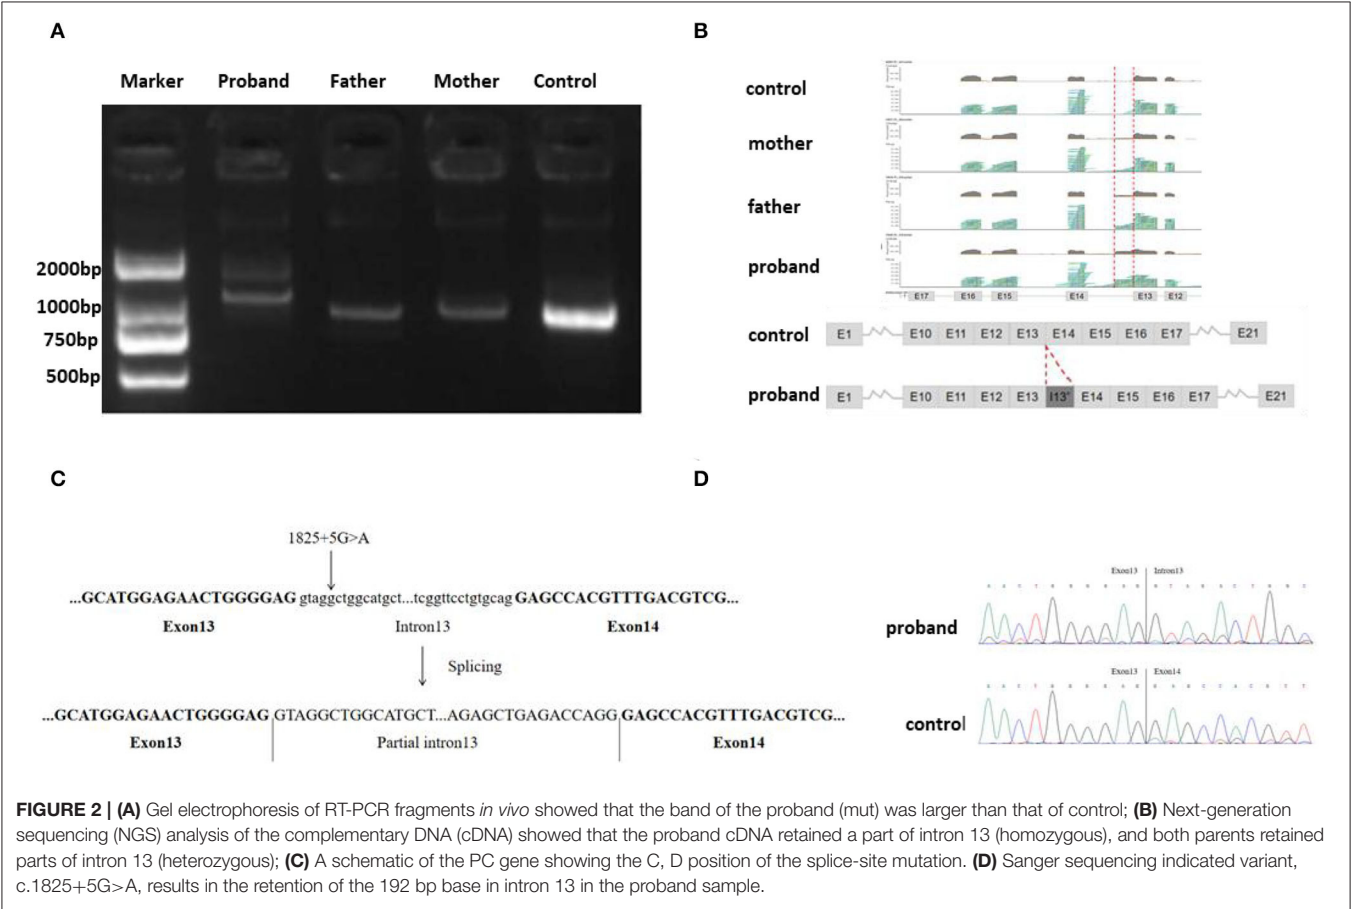 A
Marker Proband Father Mother Control
2000bp
1000bp
750bp
500bp
B
control
mother
father
proband
E17 E16 E15 E14 E13 E12
control E1 E10 E11 E12 E13 E14 E15 E16 E17 E21
proband E1 E10 E11 E12 E13 I13* E14 E15 E16 E17 E21
C
1825+5G>A
...GCATGGAGAACTGGGGAG gtaggctggcatgct...tcggttcctgtgcag GAGCCACGTTTGACGTCG...
Exon13 Intron13 Exon14
Splicing
...GCATGGAGAACTGGGGAG GTAGGCTGGCATGCT...AGAGCTGAGACCAGG GAGCCACGTTTGACGTCG...
Exon13 Partial intron13 Exon14
D
Exon13 Intron13
proband
Exon13 Exon14
control
FIGURE 2 | (A) Gel electrophoresis of RT-PCR fragments in vivo showed that the band of the proband (mut) was larger than that of control; (B) Next-generation
sequencing (NGS) analysis of the complementary DNA (cDNA) showed that the proband cDNA retained a part of intron 13 (homozygous), and both parents retained
parts of intron 13 (heterozygous); (C) A schematic of the PC gene showing the C, D position of the splice-site mutation. (D) Sanger sequencing indicated variant,
c.1825+5G>A, results in the retention of the 192 bp base in intron 13 in the proband sample.